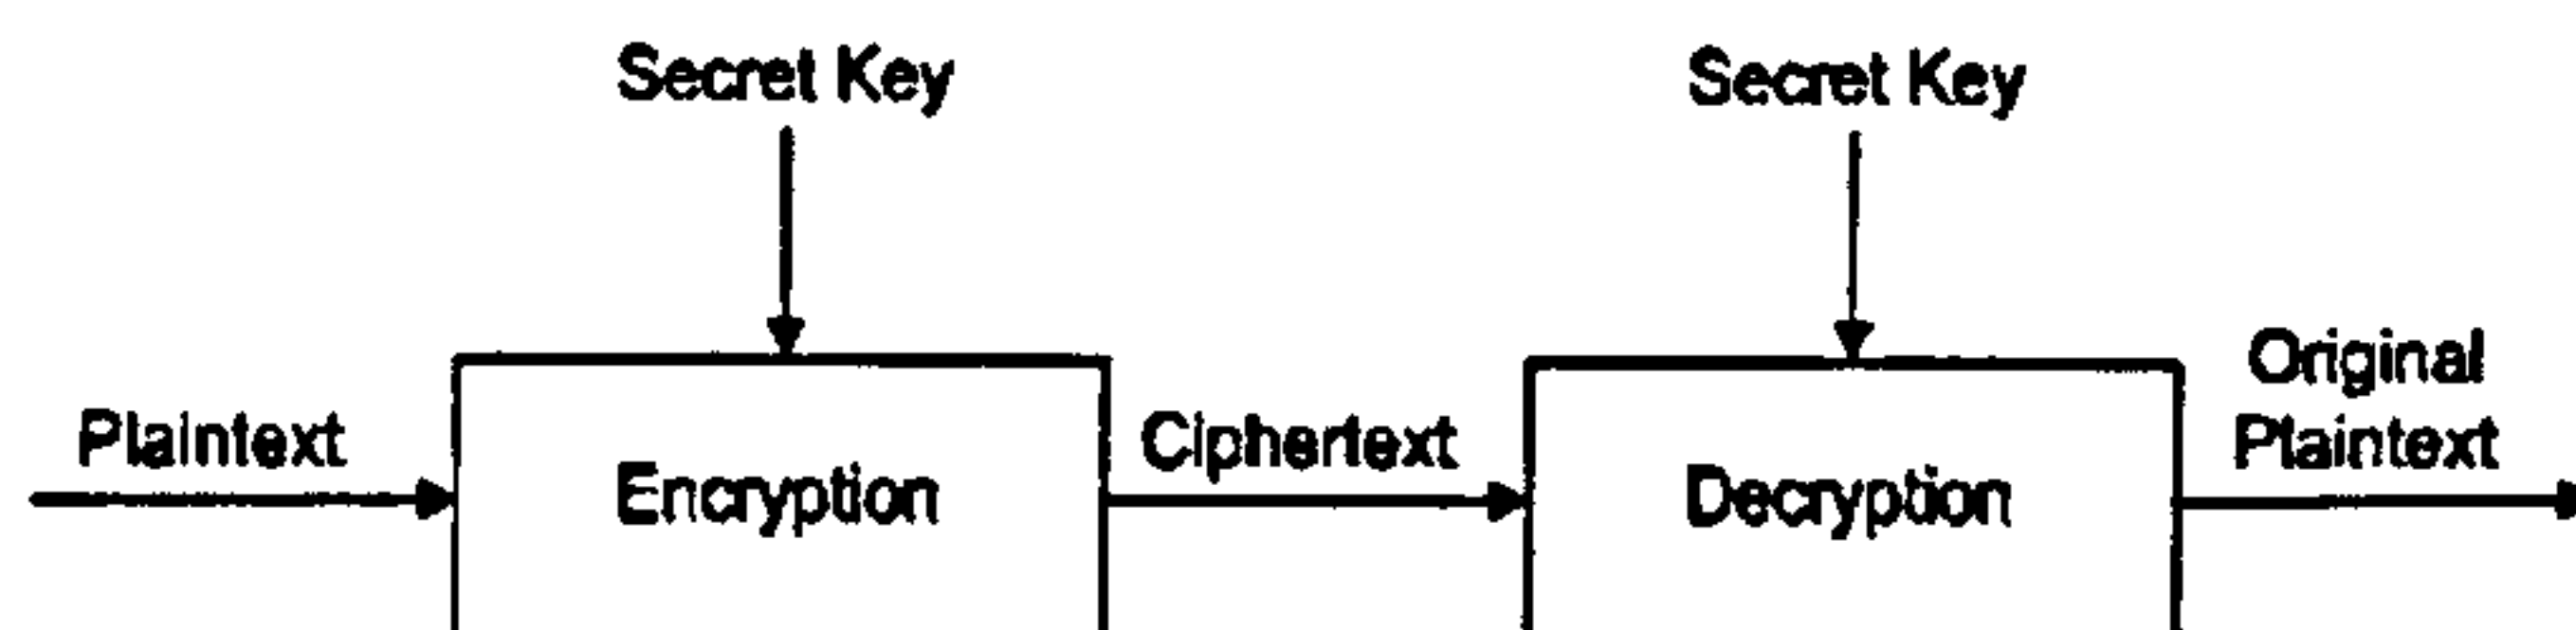 Secret Key
Secret Key
Plaintext
Encryption
Ciphertext
Decryption
Original
Plaintext